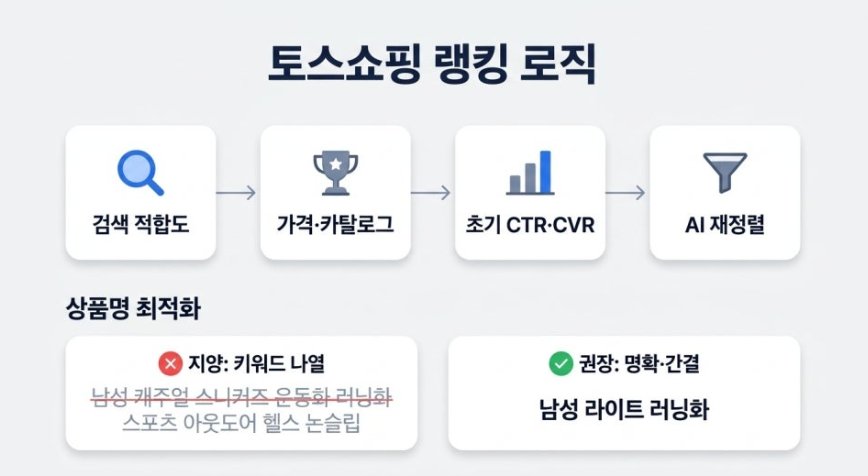 토스쇼핑 랭킹 로직
검색 적합도
가격·카탈로그
초기 CTR·CVR
AI 재정렬
상품명 최적화
지양: 키워드 나열
남성 캐주얼 스니커즈 운동화 러닝화
스포츠 아웃도어 헬스 논슬립
권장: 명확·간결
남성 라이트 러닝화